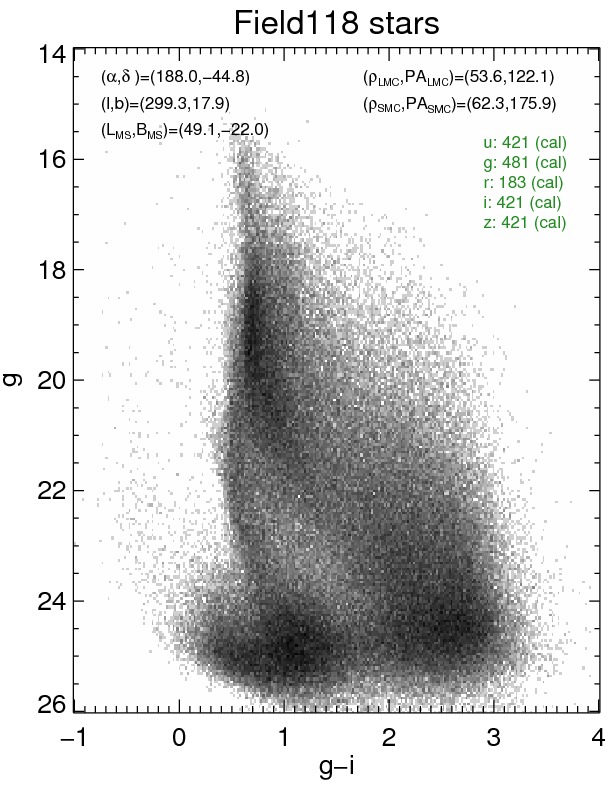 Field118 stars
(α,δ )=(188.0,−44.8)
(ρLMC,PALMC)=(53.6,122.1)
(l,b)=(299.3,17.9)
(ρSMC,PASMC)=(62.3,175.9)
(LMS,BMS)=(49.1,−22.0)
u: 421 (cal)
g: 481 (cal)
r: 183 (cal)
i: 421 (cal)
z: 421 (cal)
14
16
18
20
22
24
26
g
−1 0 1 2 3 4
g−i